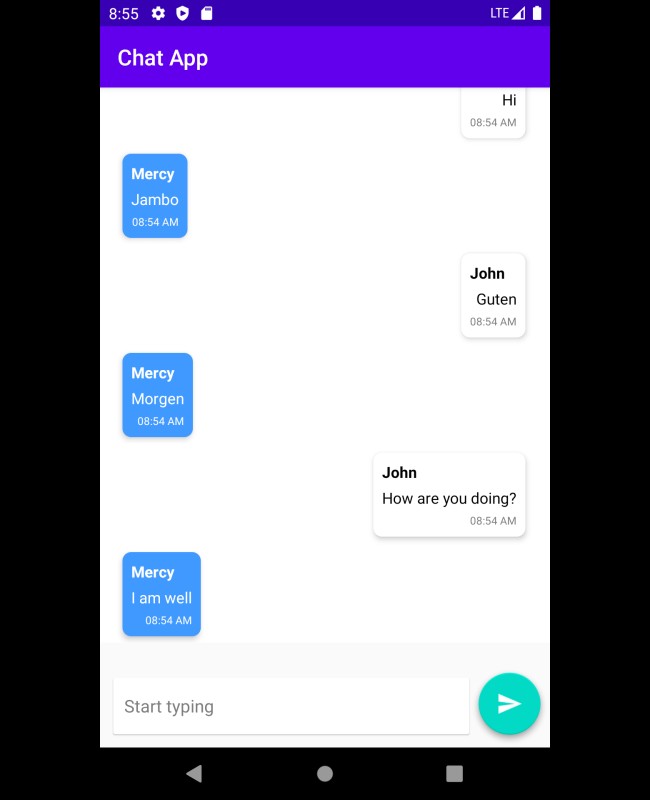 8:55 LTE
Chat App
Hi
08:54 AM
Mercy
Jambo
08:54 AM
John
Guten
08:54 AM
Mercy
Morgen
08:54 AM
John
How are you doing?
08:54 AM
Mercy
I am well
08:54 AM
Start typing